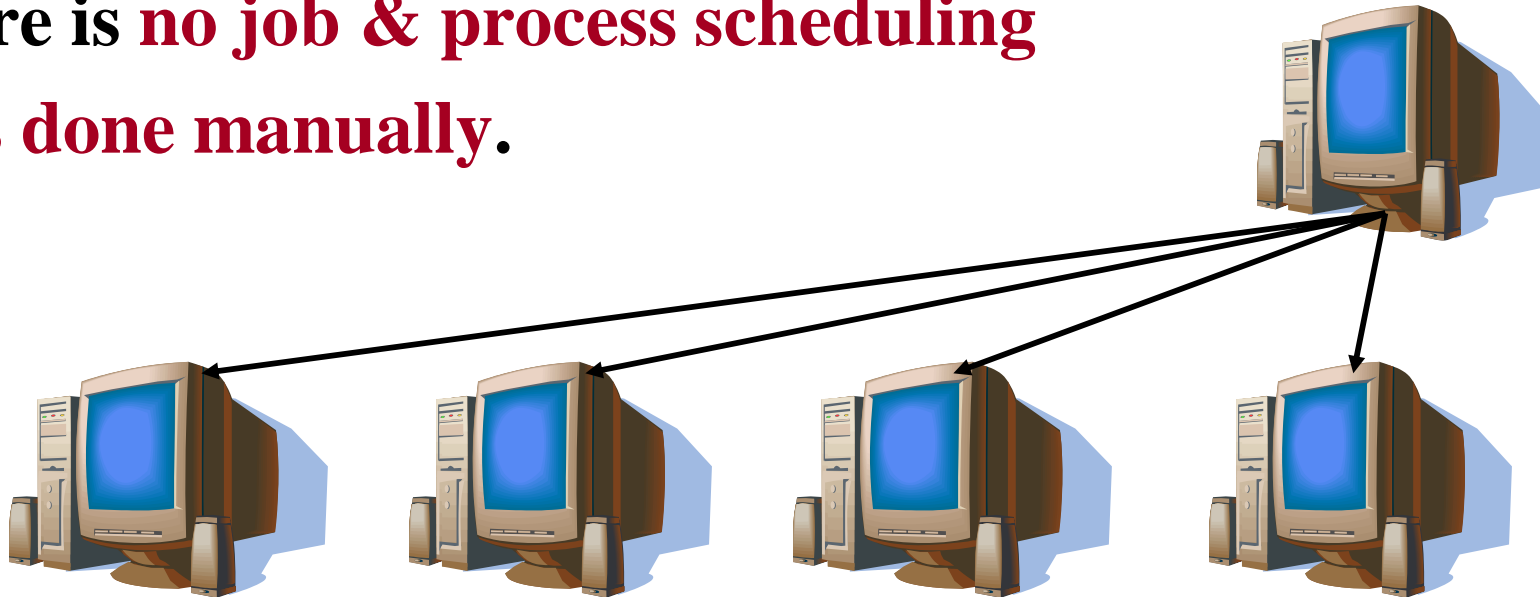 re is no job & process scheduling
done manually.